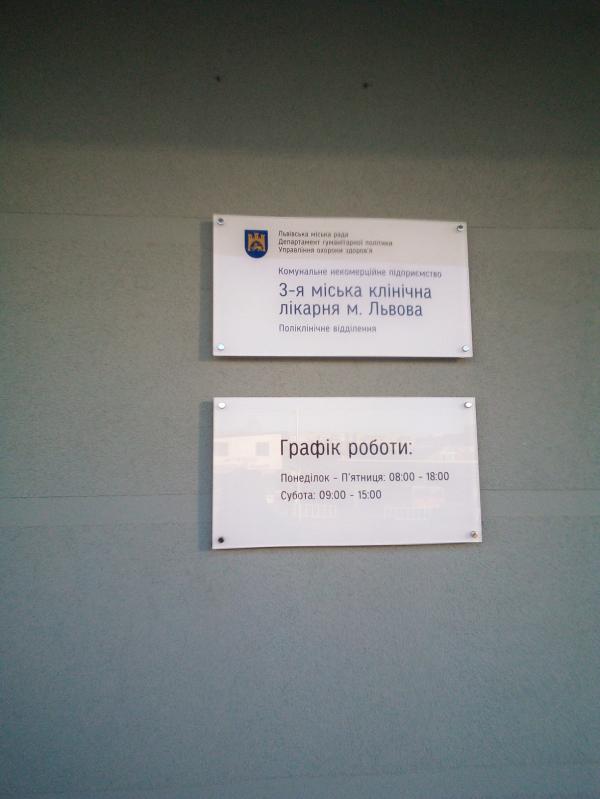 Львівська міська рада
Департамент гуманітарної політики
Управління охорони здоров'я
Комунальне некомерційне підприємство
3-я міська клінічна
лікарня м. Львова
Поліклінічне відділення
Графік роботи:
Понеділок - П'ятниця: 08:00 - 18:00
Субота: 09:00 - 15:00